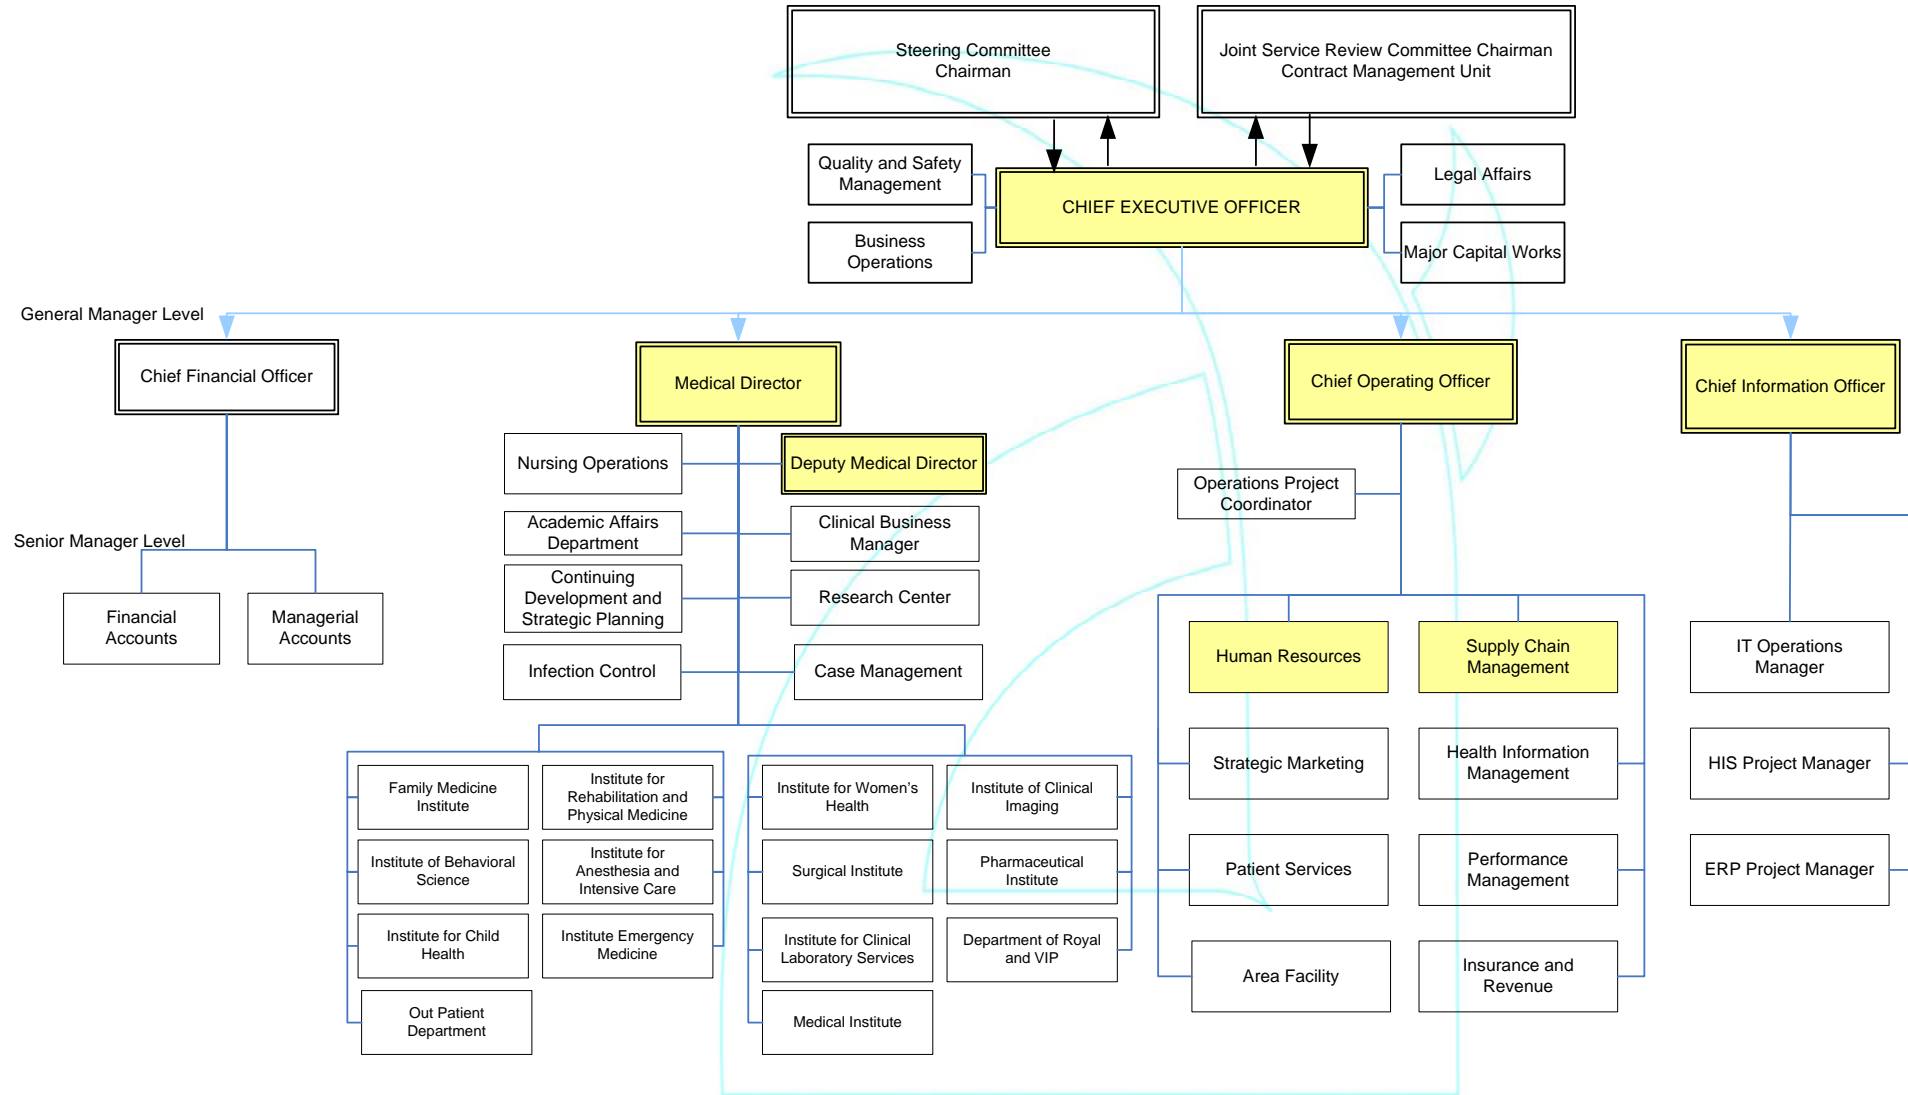 Steering Committee
Chairman
Joint Service Review Committee Chairman
Contract Management Unit
Quality and Safety
Management
CHIEF EXECUTIVE OFFICER
Legal Affairs
Business
Operations
Major Capital Works
General Manager Level
Chief Financial Officer
Medical Director
Chief Operating Officer
Chief Information Officer
Nursing Operations
Deputy Medical Director
Operations Project
Coordinator
Academic Affairs
Department
Clinical Business
Manager
Senior Manager Level
Continuing
Development and
Strategic Planning
Research Center
Financial
Accounts
Managerial
Accounts
Infection Control
Case Management
Human Resources
Supply Chain
Management
IT Operations
Manager
Strategic Marketing
Health Information
Management
HIS Project Manager
Family Medicine
Institute
Institute for
Rehabilitation and
Physical Medicine
Institute for Women’s
Health
Institute of Clinical
Imaging
Institute of Behavioral
Science
Institute for
Anesthesia and
Intensive Care
Surgical Institute
Pharmaceutical
Institute
Patient Services
Performance
Management
ERP Project Manager
Institute for Child
Health
Institute Emergency
Medicine
Institute for Clinical
Laboratory Services
Department of Royal
and VIP
Area Facility
Insurance and
Revenue
Out Patient
Department
Medical Institute